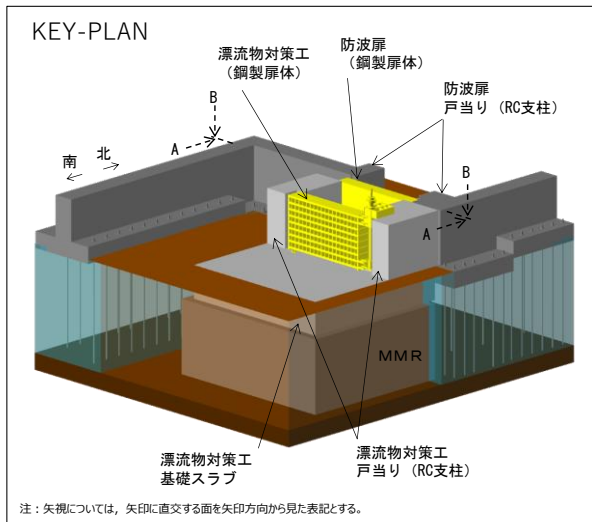 KEY-PLAN
漂流物対策工
（鋼製扉体）
防波扉
（鋼製扉体）
防波扉
戸当り（RC支柱）
B
A
南
北
B
A
MMR
漂流物対策工
基礎スラブ
漂流物対策工
戸当り（RC支柱）
注：矢視については，矢印に直交する面を矢印方向から見た表記とする。